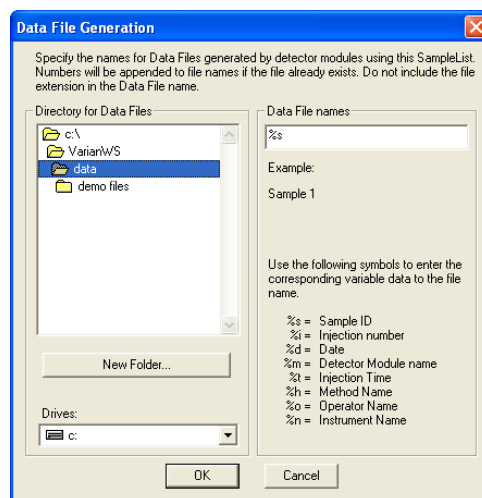 Data File Generation
Specify the names for Data Files generated by detector modules using this SampleList.
Numbers will be appended to file names if the file already exists. Do not include the file
extension in the Data File name.
Directory for Data Files
c:\
VarianWS
data
demo files
New Folder...
Drives:
c:
Data File names
%s
Example:
Sample 1
Use the following symbols to enter the
corresponding variable data to the file
name.
%s = Sample ID
%i = Injection number
%d = Date
%m = Detector Module name
%t = Injection Time
%h = Method Name
%o = Operator Name
%n = Instrument Name
OK
Cancel